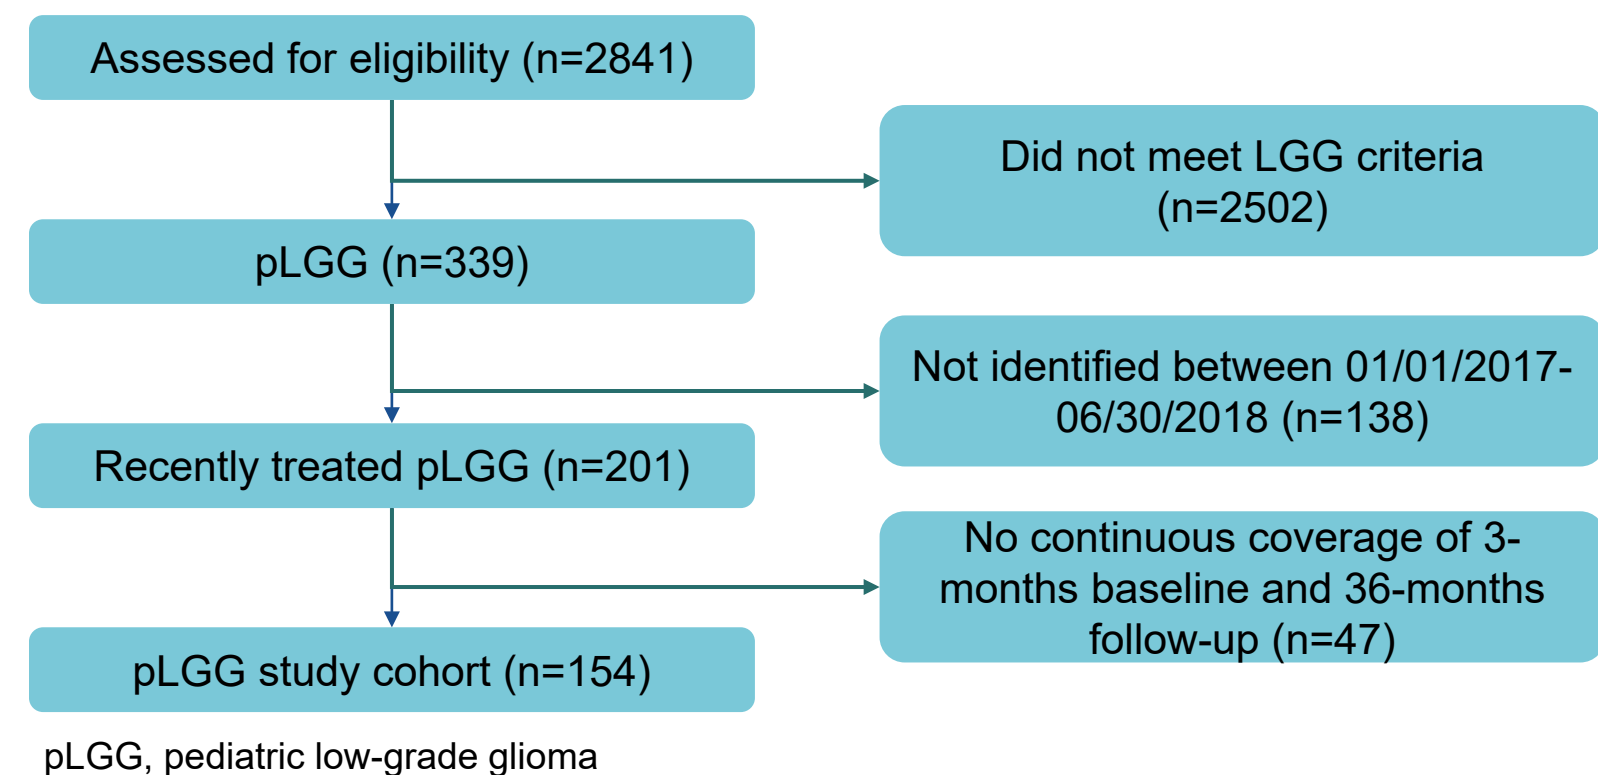 Assessed for eligibility (n=2841)
Did not meet LGG criteria
(n=2502)
pLGG (n=339)
Not identified between 01/01/2017-
06/30/2018 (n=138)
Recently treated pLGG (n=201)
No continuous coverage of 3-
months baseline and 36-months
follow-up (n=47)
pLGG study cohort (n=154)
pLGG, pediatric low-grade glioma